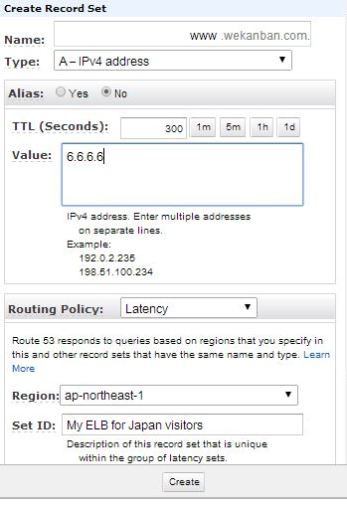 Create Record Set
Name: www .wekanban.com.
Type: A – IPv4 address
Alias: Yes No
TTL (Seconds): 300 1m 5m 1h 1d
Value: 6.6.6.6
IPv4 address. Enter multiple addresses
on separate lines.
Example:
192.0.2.235
198.51.100.234
Routing Policy: Latency
Route 53 responds to queries based on regions that you specify in
this and other record sets that have the same name and type. Learn
More
Region: ap-northeast-1
Set ID: My ELB for Japan visitors
Description of this record set that is unique
within the group of latency sets.
Create